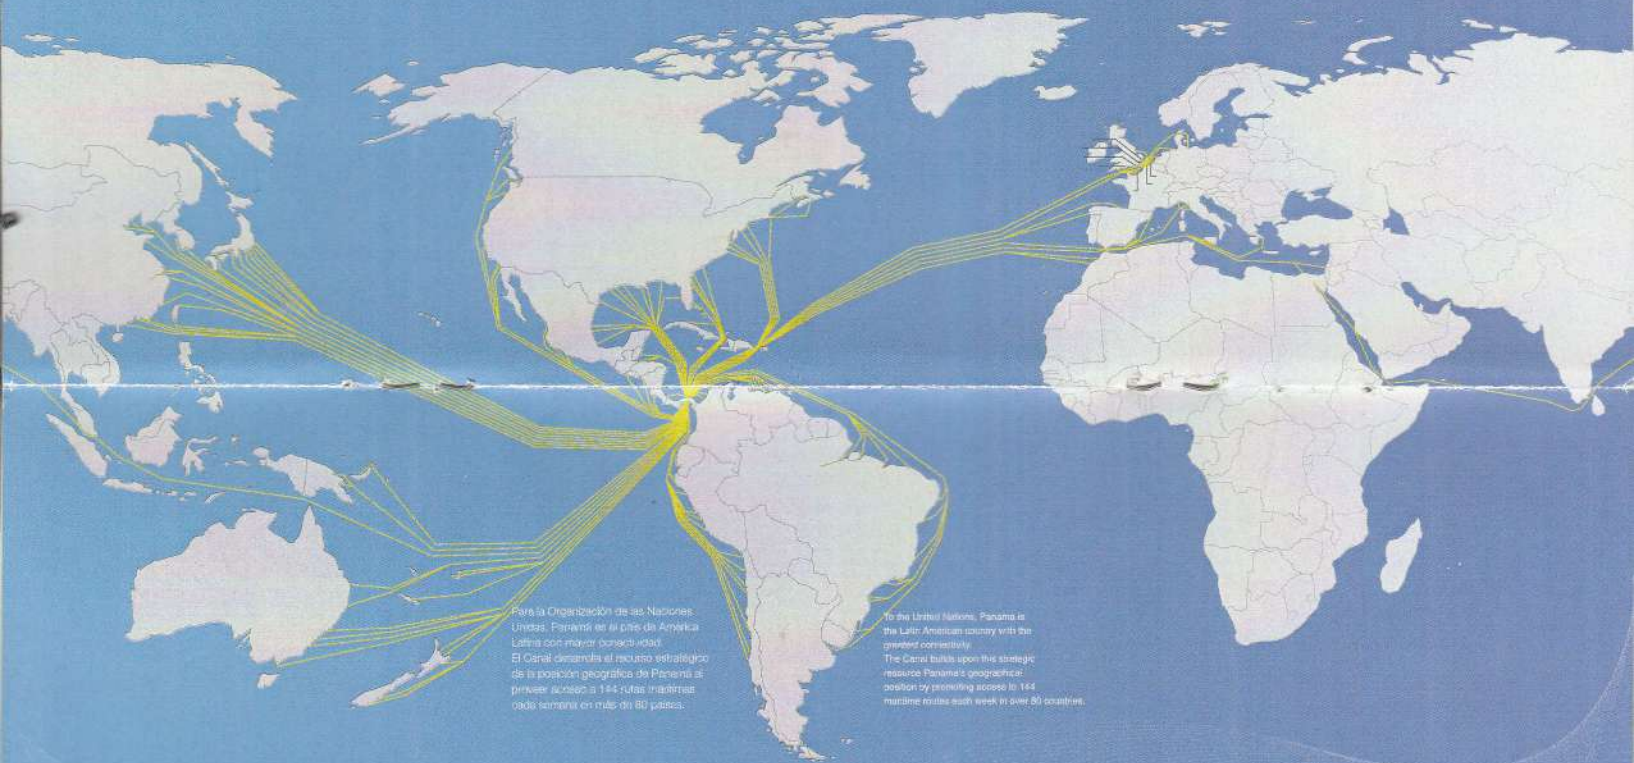 Para la Organización de las Naciones
Unidas, Panamá es el país de América
Latina con mayor conectividad.
El Canal desarrolla el recurso estratégico
de la posición geográfica de Panamá al
proveer acceso a 144 rutas marítimas
cada semana en más de 80 países.
To the United Nations, Panama is
the Latin American country with the
greatest connectivity.
The Canal builds upon this strategic
resource Panama's geographical
position by promoting access to 144
maritime routes each week in over 80 countries.